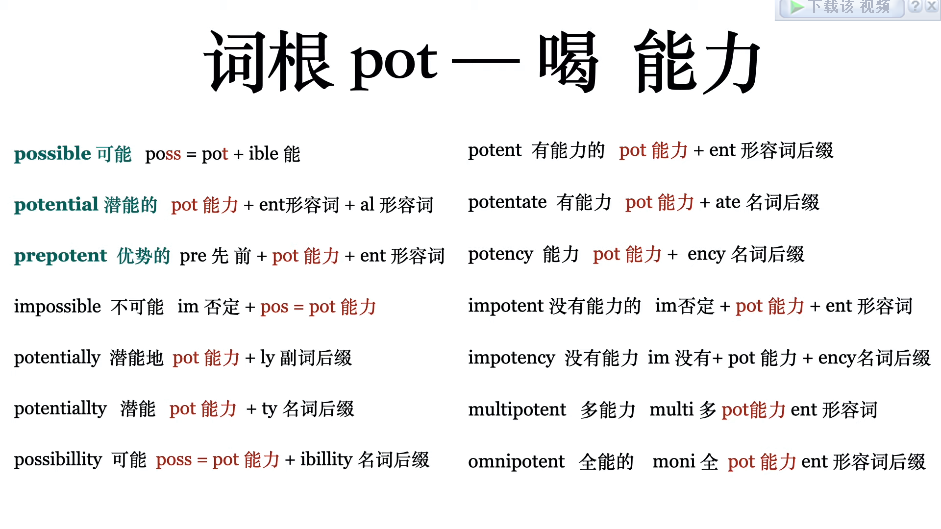 下载该 视频
词根 pot — 喝 能力
possible 可能 poss = pot + ible 能
potential 潜能的 pot 能力 + ent形容词 + al 形容词
prepotent 优势的 pre 先 前 + pot 能力 + ent 形容词
impossible 不可能 im 否定 + pos = pot 能力
potentially 潜能地 pot 能力 + ly 副词后缀
potentiallty 潜能 pot 能力 + ty 名词后缀
possibillity 可能 poss = pot 能力 + ibillity 名词后缀
potent 有能力的 pot 能力 + ent 形容词后缀
potentate 有能力 pot 能力 + ate 名词后缀
potency 能力 pot 能力 + ency 名词后缀
impotent 没有能力的 im否定 + pot 能力 + ent 形容词
impotency 没有能力 im 没有+ pot 能力 + ency名词后缀
multipotent 多能力 multi 多 pot能力 ent 形容词
omnipotent 全能的 moni 全 pot 能力 ent 形容词后缀